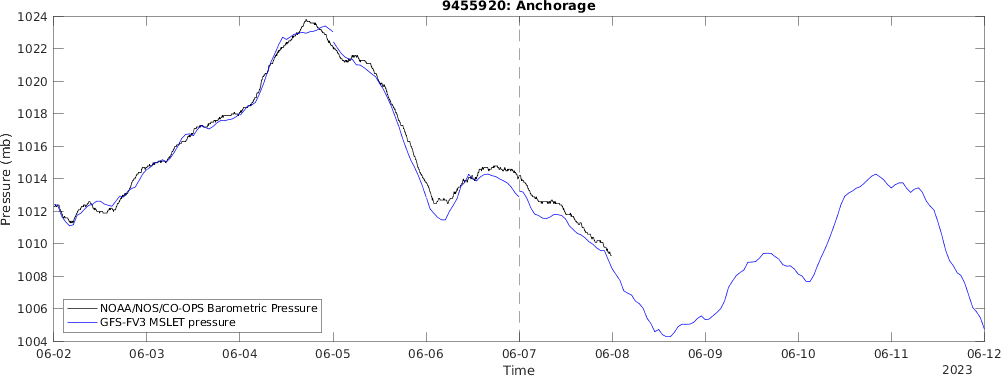 9455920: Anchorage
1024
1022
1020
1018
1016
1014
1012
1010
1008
1006
1004
Pressure (mb)
NOAA/NOS/CO-OPS Barometric Pressure
GFS-FV3 MSLET pressure
06-02 06-03 06-04 06-05 06-06 06-07 06-08 06-09 06-10 06-11 06-12
Time
2023